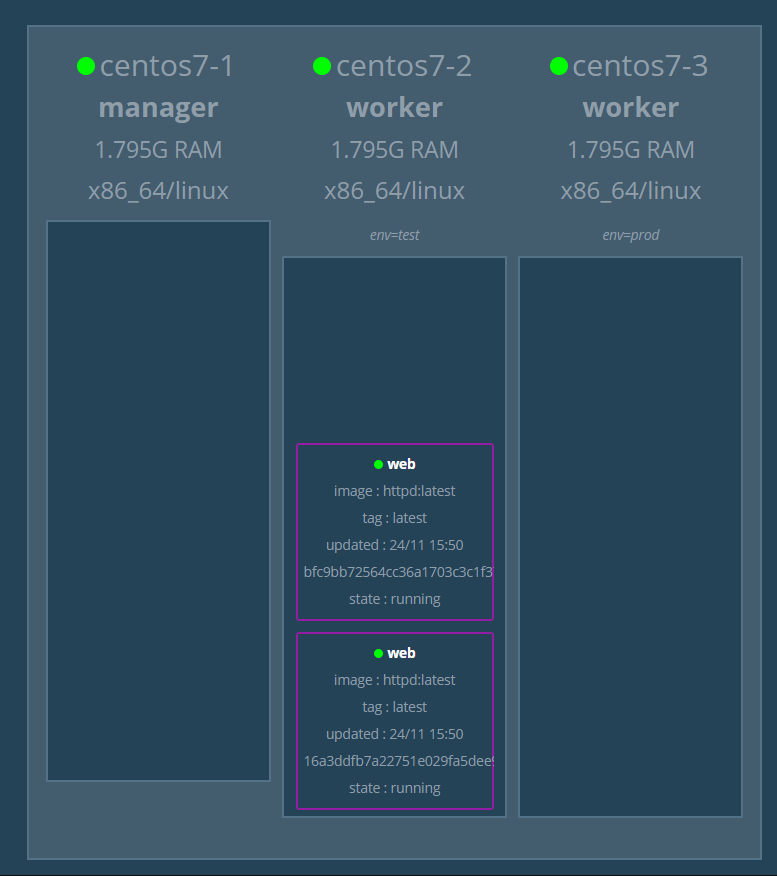 centos7-1
manager
1.795G RAM
x86_64/linux
centos7-2
worker
1.795G RAM
x86_64/linux
env=test
web
image : httpd:latest
tag : latest
updated : 24/11 15:50
bfc9bb72564cc36a1703c3c1f3
state : running
web
image : httpd:latest
tag : latest
updated : 24/11 15:50
16a3ddfb7a22751e029fa5dee9
state : running
centos7-3
worker
1.795G RAM
x86_64/linux
env=prod